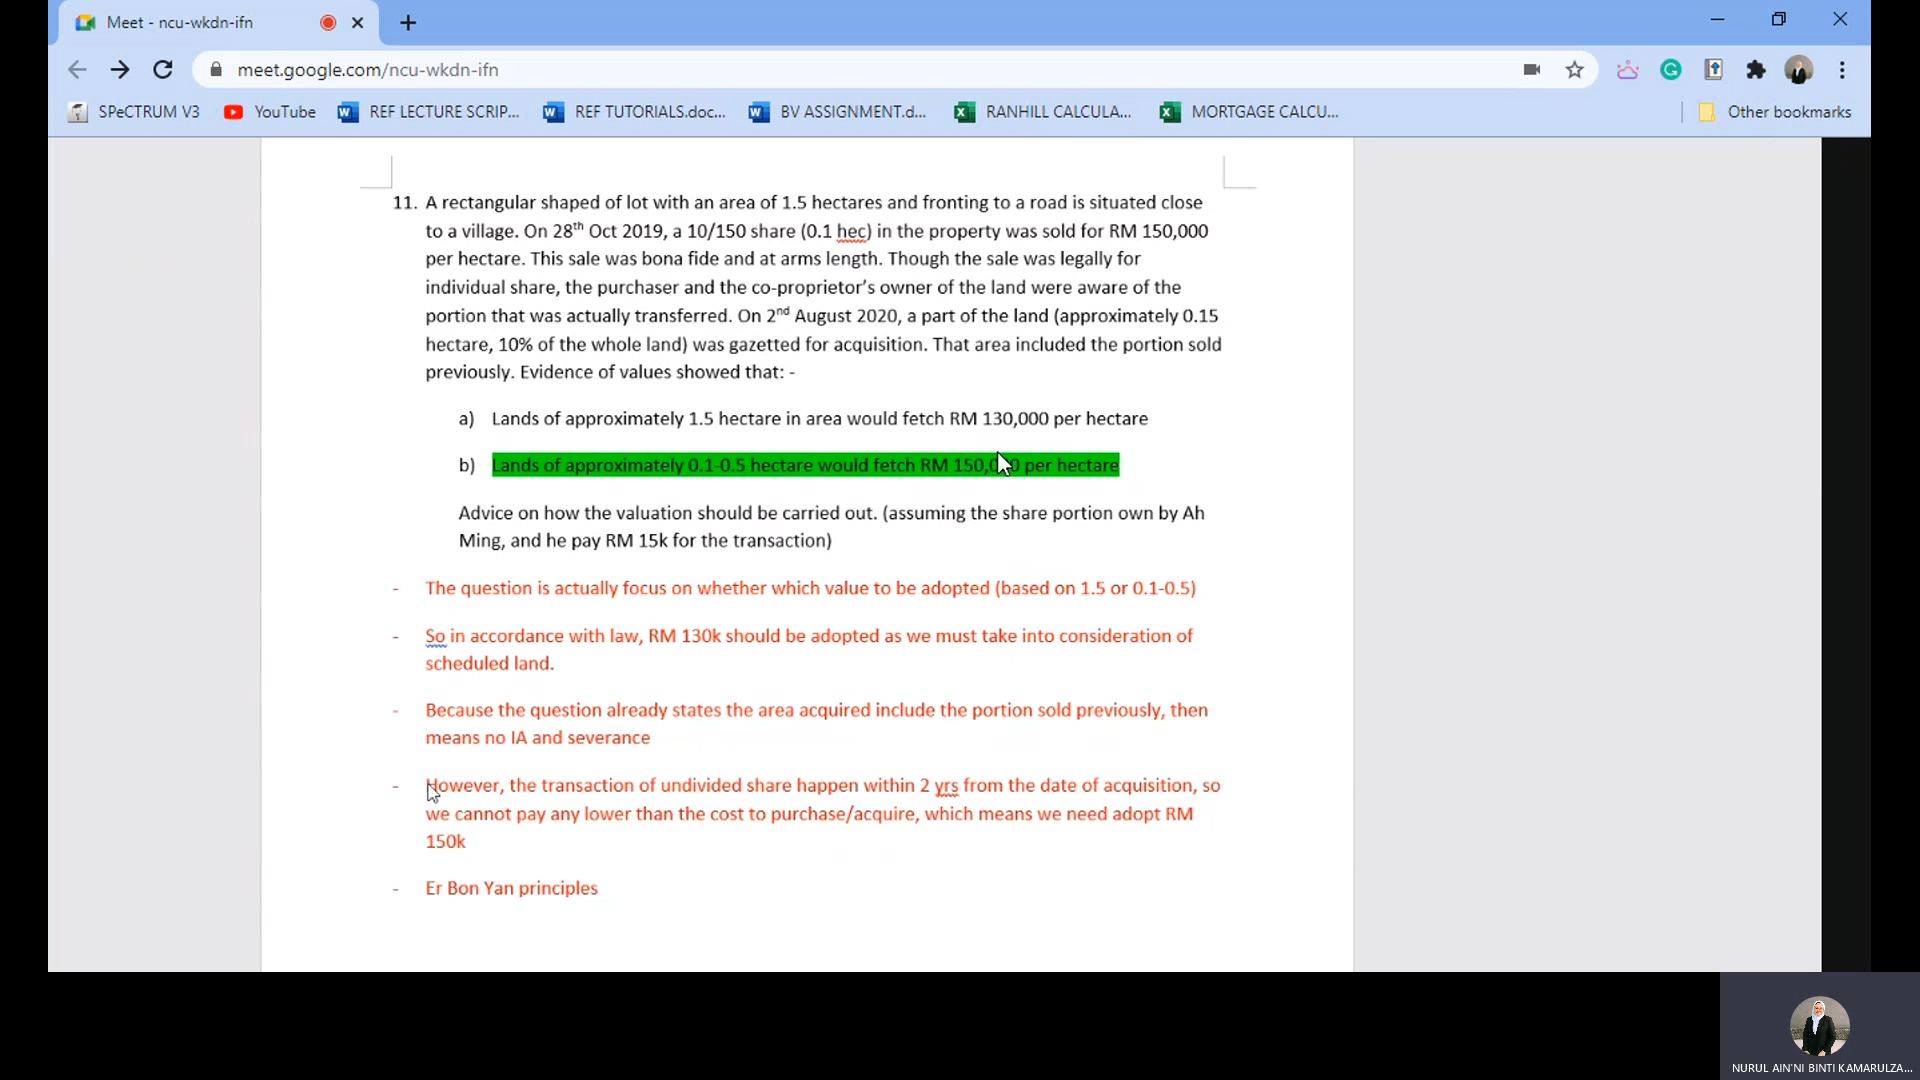 Meet - ncu-wkdn-ifn
meet.google.com/ncu-wkdn-ifn
SPeCTRUM V3 YouTube REF LECTURE SCRIP... REF TUTORIALS.doc... BV ASSIGNMENT.d... RANHILL CALCULA... MORTGAGE CALCU... Other bookmarks
11. A rectangular shaped of lot with an area of 1.5 hectares and fronting to a road is situated close
to a village. On 28th Oct 2019, a 10/150 share (0.1 hec) in the property was sold for RM 150,000
per hectare. This sale was bona fide and at arms length. Though the sale was legally for
individual share, the purchaser and the co-proprietor's owner of the land were aware of the
portion that was actually transferred. On 2nd August 2020, a part of the land (approximately 0.15
hectare, 10% of the whole land) was gazetted for acquisition. That area included the portion sold
previously. Evidence of values showed that: -
a) Lands of approximately 1.5 hectare in area would fetch RM 130,000 per hectare
b) Lands of approximately 0.1-0.5 hectare would fetch RM 150,000 per hectare
Advice on how the valuation should be carried out. (assuming the share portion own by Ah
Ming, and he pay RM 15k for the transaction)
- The question is actually focus on whether which value to be adopted (based on 1.5 or 0.1-0.5)
- So in accordance with law, RM 130k should be adopted as we must take into consideration of
scheduled land.
- Because the question already states the area acquired include the portion sold previously, then
means no IA and severance
- However, the transaction of undivided share happen within 2 yrs from the date of acquisition, so
we cannot pay any lower than the cost to purchase/acquire, which means we need adopt RM
150k
- Er Bon Yan principles
NURUL AIN'NI BINTI KAMARULZA...